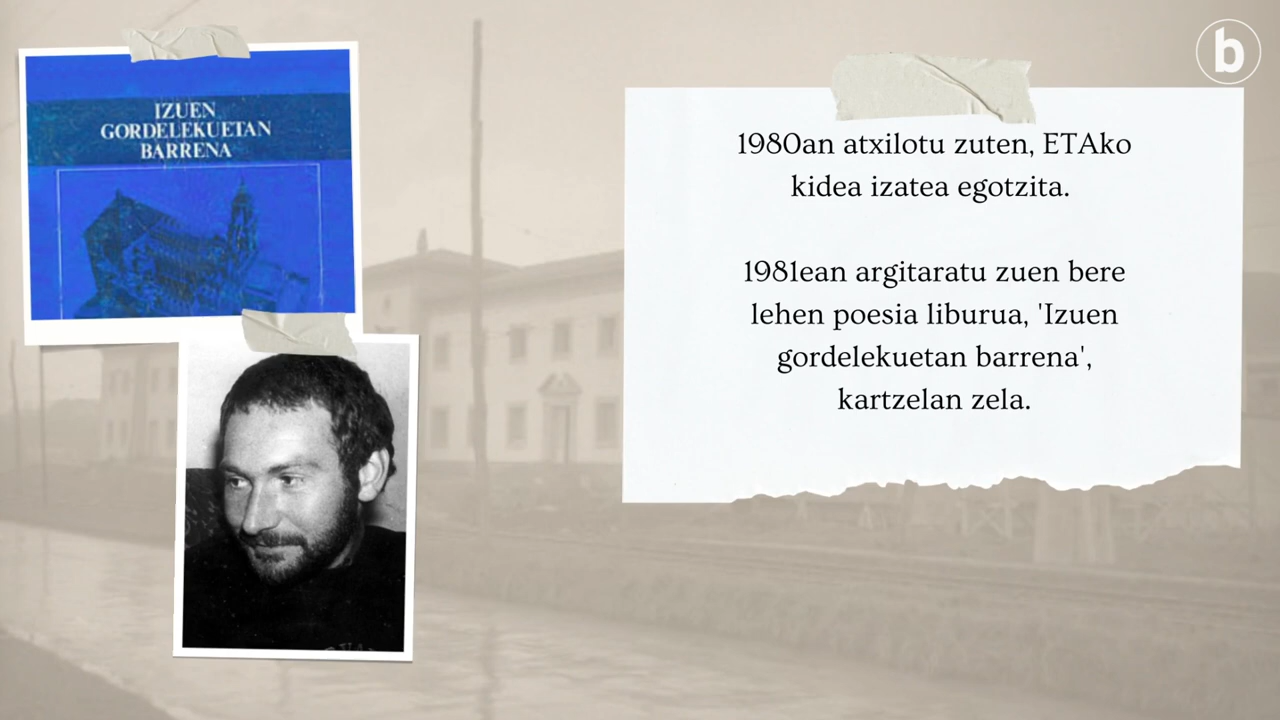 IZUEN
GORDELEKUETAN
BARRENA
1980an atxilotu zuten, ETAko
kidea izatea egotzita.
1981ean argitaratu zuen bere
lehen poesia liburua, 'Izuen
gordelekuetan barrena',
kartzelan zela.
b